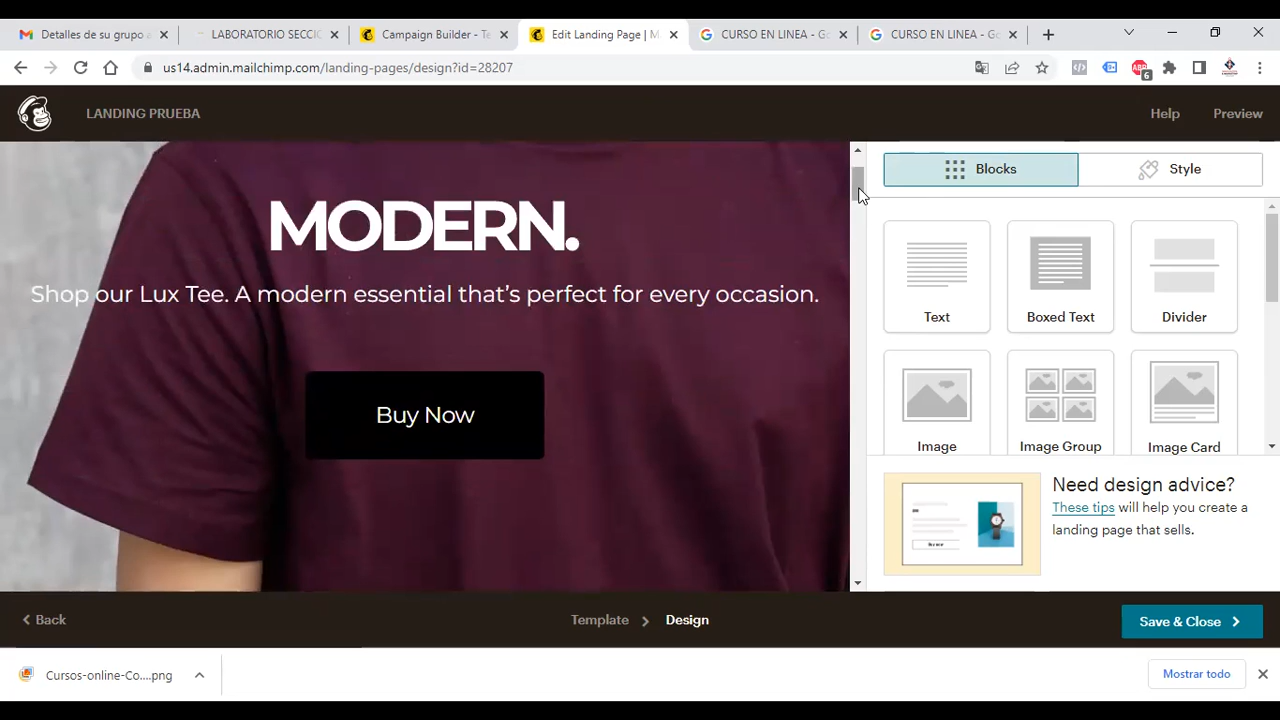 Detalles de su grupo a
LABORATORIO SECCI
Campaign Builder - Te
Edit Landing Page | M
CURSO EN LINEA - Go
CURSO EN LINEA - Go
us14.admin.mailchimp.com/landing-pages/design?id=28207
6
LANDING PRUEBA
Help
Preview
MODERN.
Shop our Lux Tee. A modern essential that’s perfect for every occasion.
Buy Now
Blocks
Style
Text
Boxed Text
Divider
Image
Image Group
Image Card
Need design advice?
These tips will help you create a
landing page that sells.
Back
Template
Design
Save & Close
Cursos-online-Co....png
Mostrar todo